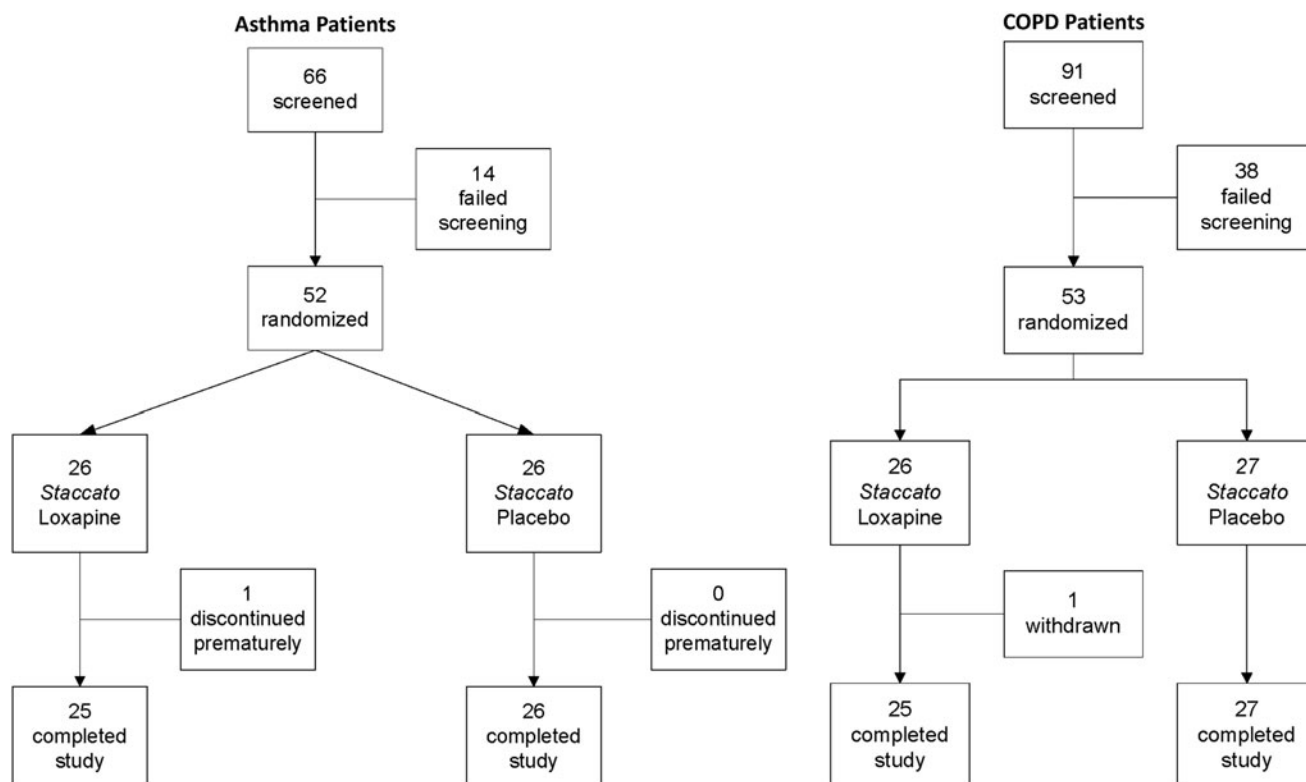 Asthma Patients
66
screened
14
failed
screening
52
randomized
26
Staccato
Loxapine
26
Staccato
Placebo
1
discontinued
prematurely
0
discontinued
prematurely
25
completed
study
26
completed
study
COPD Patients
91
screened
38
failed
screening
53
randomized
26
Staccato
Loxapine
27
Staccato
Placebo
1
withdrawn
25
completed
study
27
completed
study